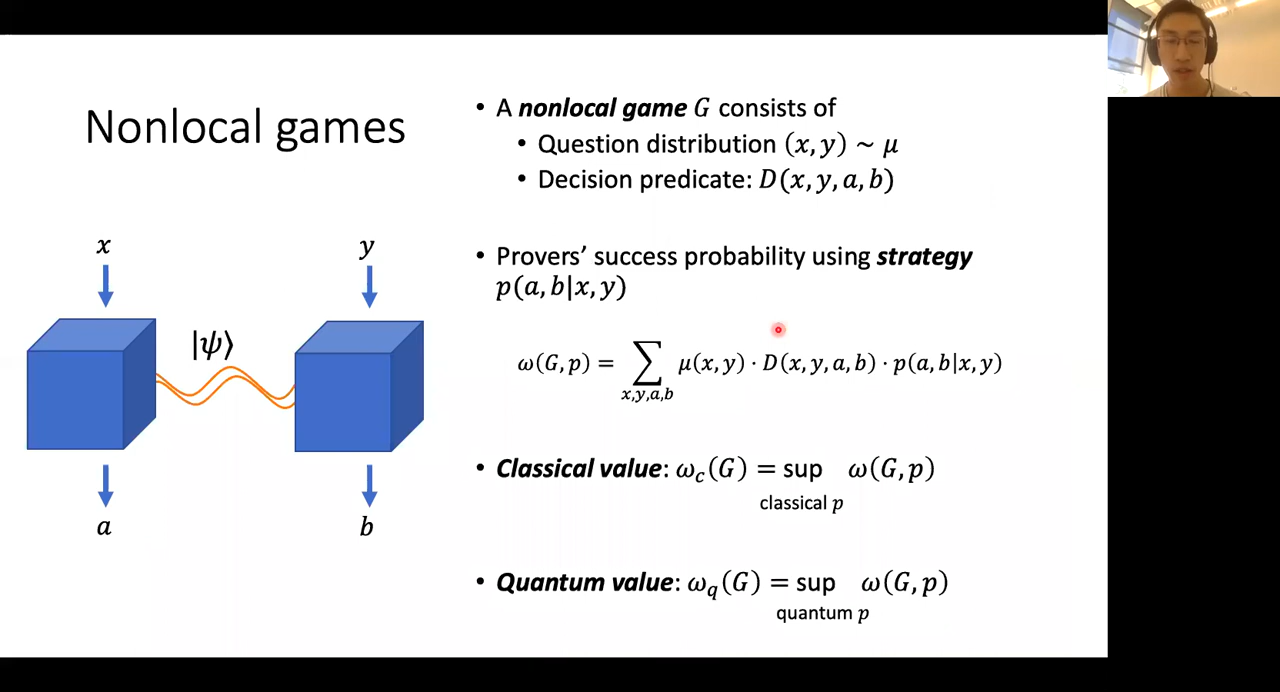 Nonlocal games
x
y
|ψ⟩
a
b
• A nonlocal game G consists of
• Question distribution (x, y) ~ μ
• Decision predicate: D(x, y, a, b)
• Provers’ success probability using strategy
p(a, b|x, y)
ω(G, p) = ∑ μ(x, y) · D(x, y, a, b) · p(a, b|x, y)
x,y,a,b
• Classical value: ω_c(G) = sup ω(G, p)
classical p
• Quantum value: ω_q(G) = sup ω(G, p)
quantum p